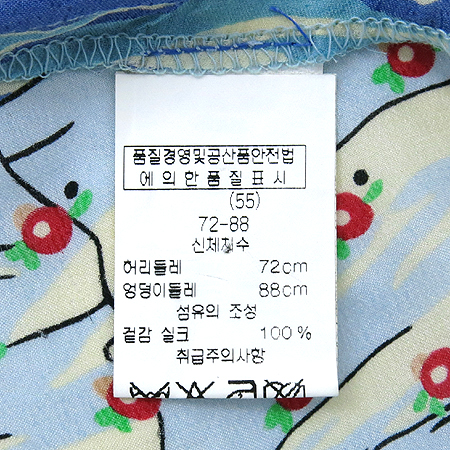 품질경영및공산품안전법
에 의 한 품 질 표 시
(55)
72-88
신체치수
허리둘레 72cm
엉덩이둘레 88cm
섬유의 조성
겉감 실크 100%
취급주의사항